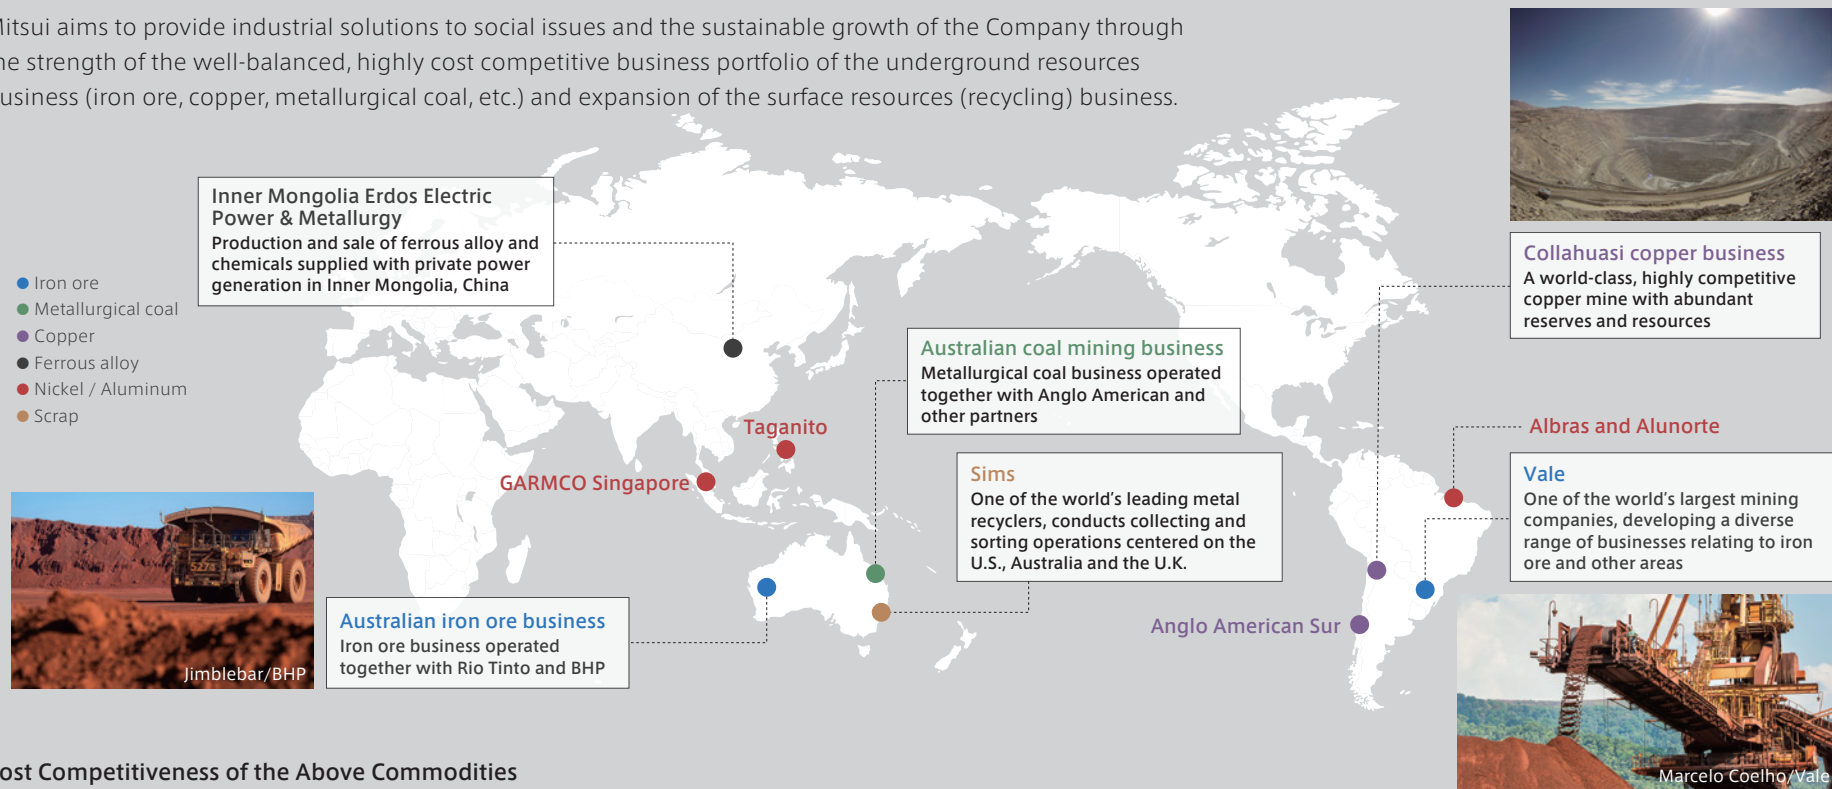 Mitsui aims to provide industrial solutions to social issues and the sustainable growth of the Company through
the strength of the well-balanced, highly cost competitive business portfolio of the underground resources
business (iron ore, copper, metallurgical coal, etc.) and expansion of the surface resources (recycling) business.
Inner Mongolia Erdos Electric
Power & Metallurgy
Production and sale of ferrous alloy and
chemicals supplied with private power
generation in Inner Mongolia, China
Iron ore
Metallurgical coal
Copper
Ferrous alloy
Nickel / Aluminum
Scrap
Collahuasi copper business
A world-class, highly competitive
copper mine with abundant
reserves and resources
Australian coal mining business
Metallurgical coal business operated
together with Anglo American and
other partners
Taganito
GARMCO Singapore
Albras and Alunorte
Sims
One of the world's leading metal
recyclers, conducts collecting and
sorting operations centered on the
U.S., Australia and the U.K.
Vale
One of the world's largest mining
companies, developing a diverse
range of businesses relating to iron
ore and other areas
5274
Jimblebar/BHP
Australian iron ore business
Iron ore business operated
together with Rio Tinto and BHP
Anglo American Sur
Marcelo Coelho/Vale
ost Competitiveness of the Above Commodities